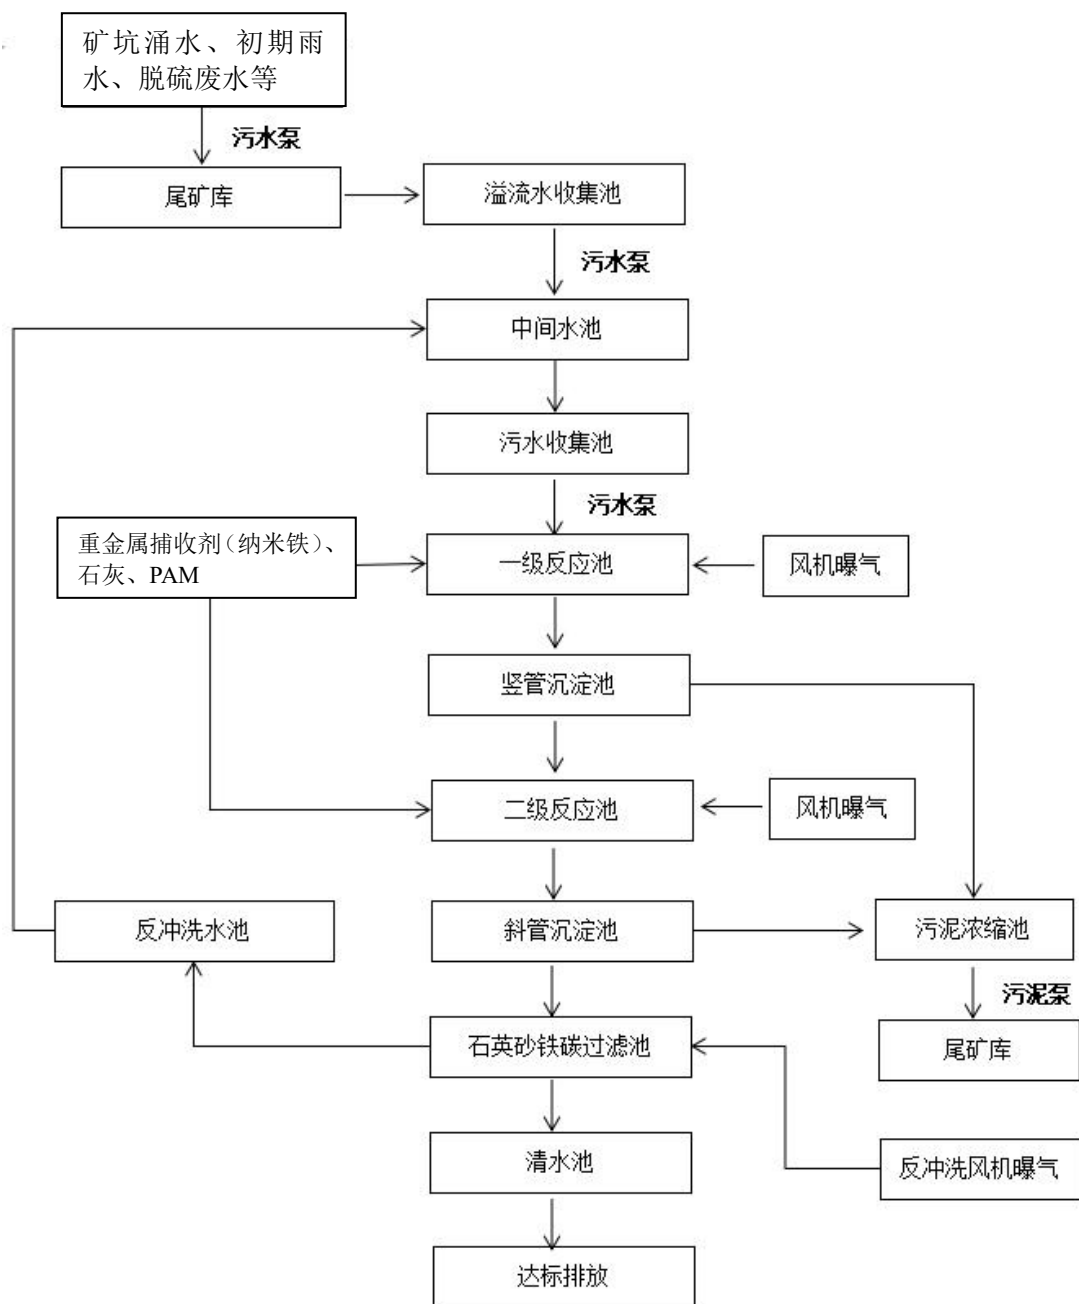 矿坑涌水、初期雨
水、脱硫废水等
污水泵
尾矿库
溢流水收集池
污水泵
中间水池
污水收集池
污水泵
重金属捕收剂（纳米铁）、
石灰、PAM
一级反应池
风机曝气
竖管沉淀池
二级反应池
风机曝气
反冲洗水池
斜管沉淀池
污泥浓缩池
污泥泵
石英砂铁碳过滤池
尾矿库
清水池
反冲洗风机曝气
达标排放